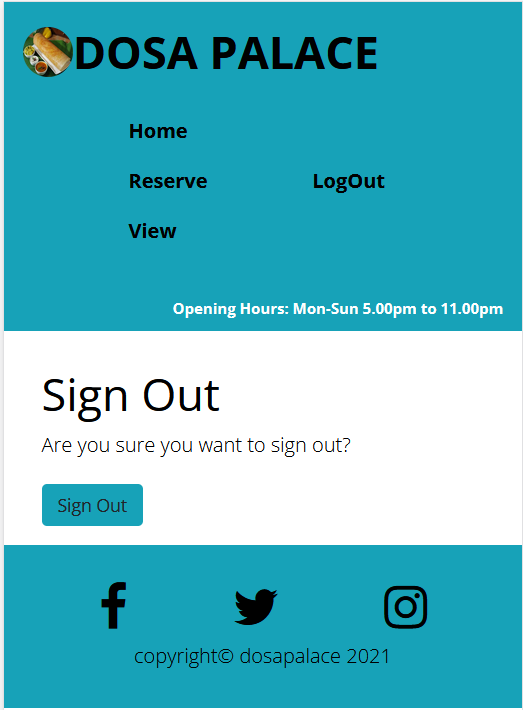 DOSA PALACE
Home
Reserve
LogOut
View
Opening Hours: Mon-Sun 5.00pm to 11.00pm
Sign Out
Are you sure you want to sign out?
Sign Out
copyright© dosapalace 2021